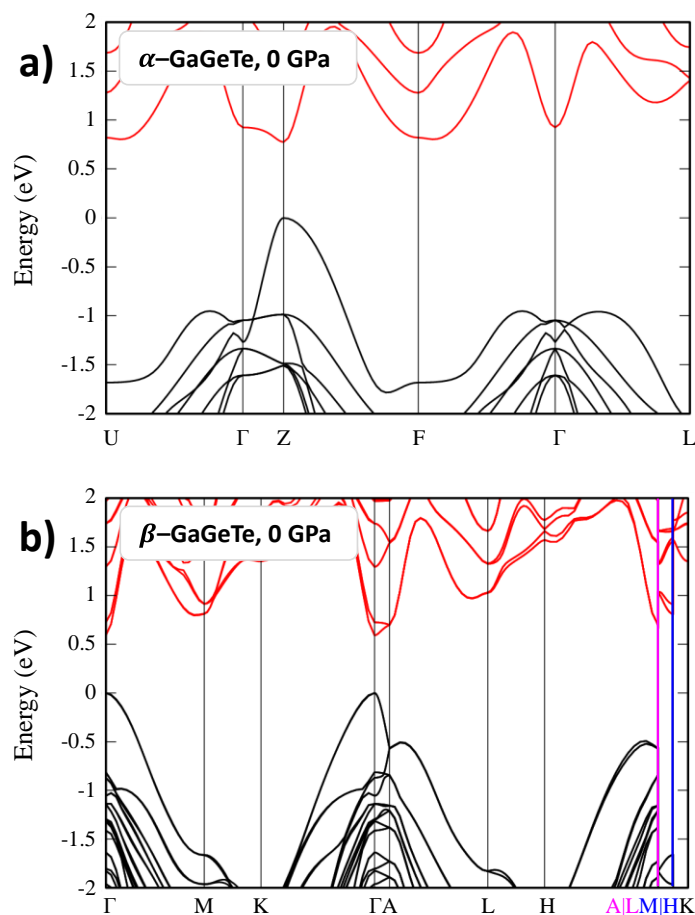 a)
α–GaGeTe, 0 GPa
Energy (eV)
2
1.5
1
0.5
0
-0.5
-1
-1.5
-2
U Γ Z F Γ L
b)
β–GaGeTe, 0 GPa
Energy (eV)
2
1.5
1
0.5
0
-0.5
-1
-1.5
-2
Γ M K Γ A L H A|LM|HK